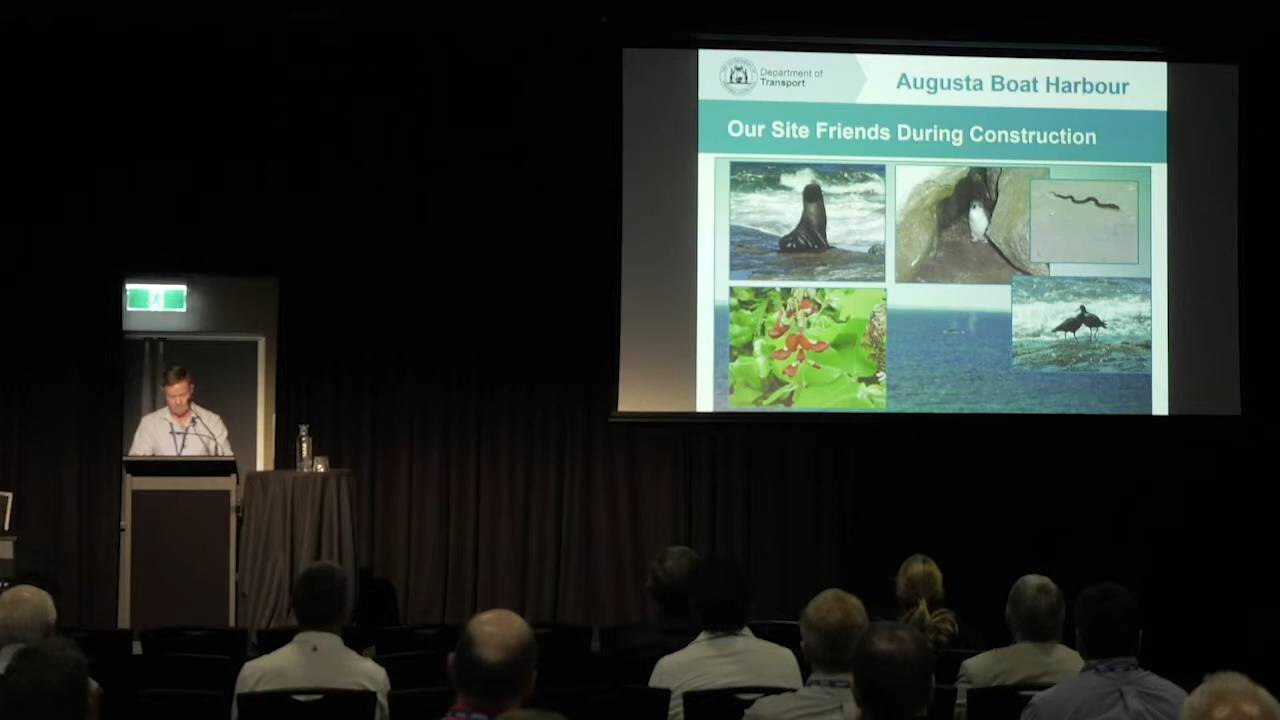 Department of
Transport
Augusta Boat Harbour
Our Site Friends During Construction